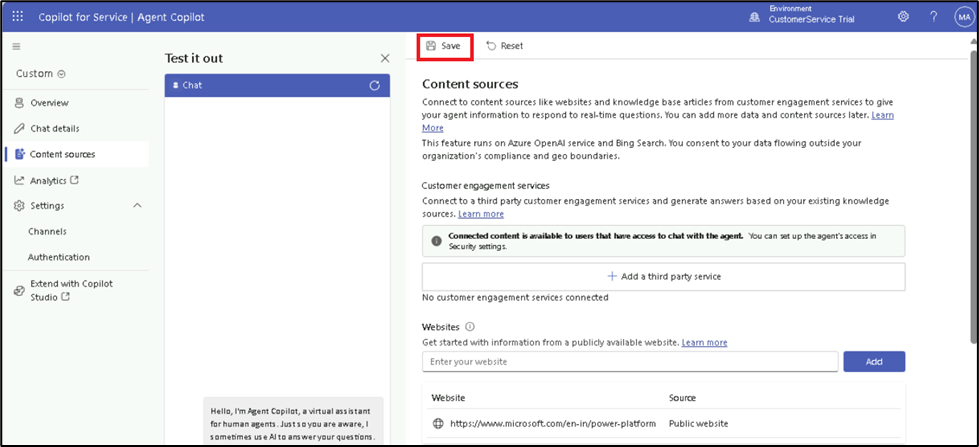 Copilot for Service | Agent Copilot
Environment
CustomerService Trial
?
MA
Custom
Overview
Chat details
Content sources
Analytics
Settings
Channels
Authentication
Extend with Copilot
Studio
Test it out
Chat
Hello, I'm Agent Copilot, a virtual assistant
for human agents. Just so you are aware, I
sometimes use AI to answer your questions.
Save
Reset
Content sources
Connect to content sources like websites and knowledge base articles from customer engagement services to give
your agent information to respond to real-time questions. You can add more data and content sources later. Learn
More
This feature runs on Azure OpenAI service and Bing Search. You consent to your data flowing outside your
organization's compliance and geo boundaries.
Customer engagement services
Connect to a third party customer engagement services and generate answers based on your existing knowledge
sources. Learn more
Connected content is available to users that have access to chat with the agent. You can set up the agent's access in
Security settings.
Add a third party service
No customer engagement services connected
Websites
Get started with information from a publicly available website. Learn more
Enter your website
Add
Website Source
https://www.microsoft.com/en-in/power-platform Public website